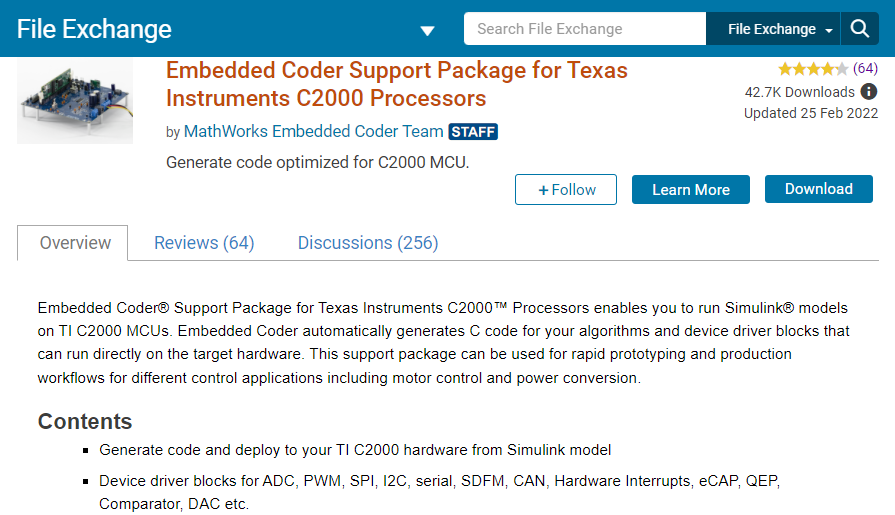 File Exchange
Search File Exchange
File Exchange
Embedded Coder Support Package for Texas
Instruments C2000 Processors
(64)
42.7K Downloads
Updated 25 Feb 2022
by MathWorks Embedded Coder Team STAFF
Generate code optimized for C2000 MCU.
+ Follow
Learn More
Download
Overview
Reviews (64)
Discussions (256)
Embedded Coder® Support Package for Texas Instruments C2000™ Processors enables you to run Simulink® models
on TI C2000 MCUs. Embedded Coder automatically generates C code for your algorithms and device driver blocks that
can run directly on the target hardware. This support package can be used for rapid prototyping and production
workflows for different control applications including motor control and power conversion.
Contents
▪ Generate code and deploy to your TI C2000 hardware from Simulink model
▪ Device driver blocks for ADC, PWM, SPI, I2C, serial, SDFM, CAN, Hardware Interrupts, eCAP, QEP,
Comparator, DAC etc.